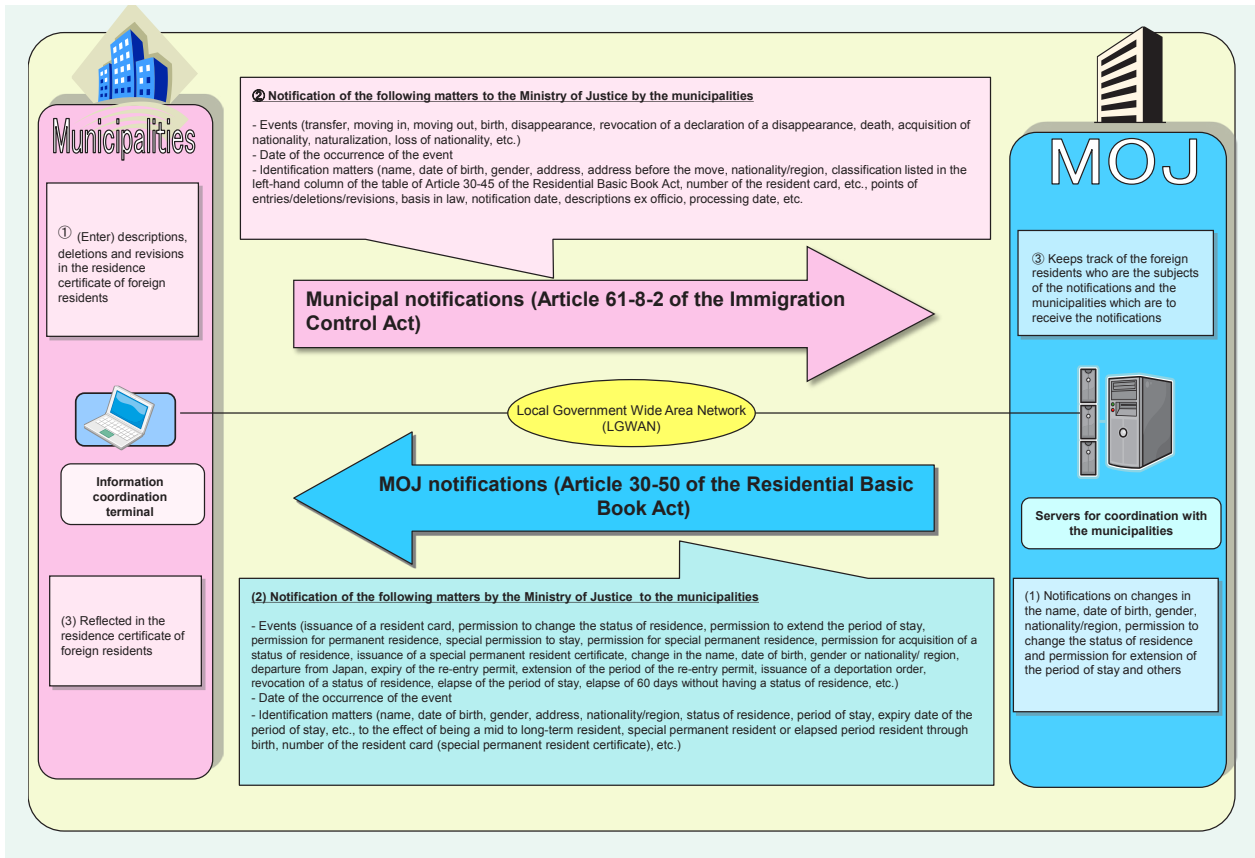 Municipalities
① (Enter) descriptions,
deletions and revisions
in the residence
certificate of foreign
residents
Information
coordination
terminal
(3) Reflected in the
residence certificate of
foreign residents
② Notification of the following matters to the Ministry of Justice by the municipalities
- Events (transfer, moving in, moving out, birth, disappearance, revocation of a declaration of a disappearance, death, acquisition of
nationality, naturalization, loss of nationality, etc.)
- Date of the occurrence of the event
- Identification matters (name, date of birth, gender, address, address before the move, nationality/region, classification listed in the
left-hand column of the table of Article 30-45 of the Residential Basic Book Act, number of the resident card, etc., points of
entries/deletions/revisions, basis in law, notification date, descriptions ex officio, processing date, etc.
Municipal notifications (Article 61-8-2 of the Immigration
Control Act)
Local Government Wide Area Network
(LGWAN)
MOJ notifications (Article 30-50 of the Residential Basic
Book Act)
(2) Notification of the following matters by the Ministry of Justice to the municipalities
- Events (issuance of a resident card, permission to change the status of residence, permission to extend the period of stay,
permission for permanent residence, special permission to stay, permission for special permanent residence, permission for acquisition of a
status of residence, issuance of a special permanent resident certificate, change in the name, date of birth, gender or nationality/ region,
departure from Japan, expiry of the re-entry permit, extension of the period of the re-entry permit, issuance of a deportation order,
revocation of a status of residence, elapse of the period of stay, elapse of 60 days without having a status of residence, etc.)
- Date of the occurrence of the event
- Identification matters (name, date of birth, gender, address, nationality/region, status of residence, period of stay, expiry date of the
period of stay, etc., to the effect of being a mid to long-term resident, special permanent resident or elapsed period resident through
birth, number of the resident card (special permanent resident certificate), etc.)
MOJ
③ Keeps track of the foreign
residents who are the subjects
of the notifications and the
municipalities which are to
receive the notifications
Servers for coordination with
the municipalities
(1) Notifications on changes in
the name, date of birth, gender,
nationality/region, permission to
change the status of residence
and permission for extension of
the period of stay and others